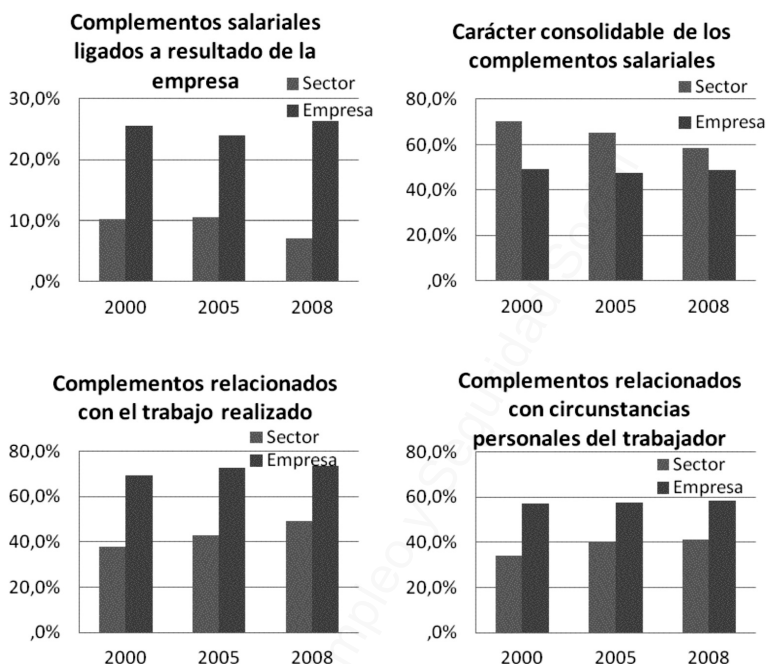 Complementos salariales
ligados a resultado de la
empresa
Sector
Empresa
30,0%
20,0%
10,0%
,0%
2000 2005 2008
Carácter consolidable de los
complementos salariales
Sector
Empresa
80,0%
60,0%
40,0%
20,0%
,0%
2000 2005 2008
Complementos relacionados
con el trabajo realizado
Sector
Empresa
80,0%
60,0%
40,0%
20,0%
,0%
2000 2005 2008
Complementos relacionados
con circunstancias
personales del trabajador
Sector
Empresa
80,0%
60,0%
40,0%
20,0%
,0%
2000 2005 2008